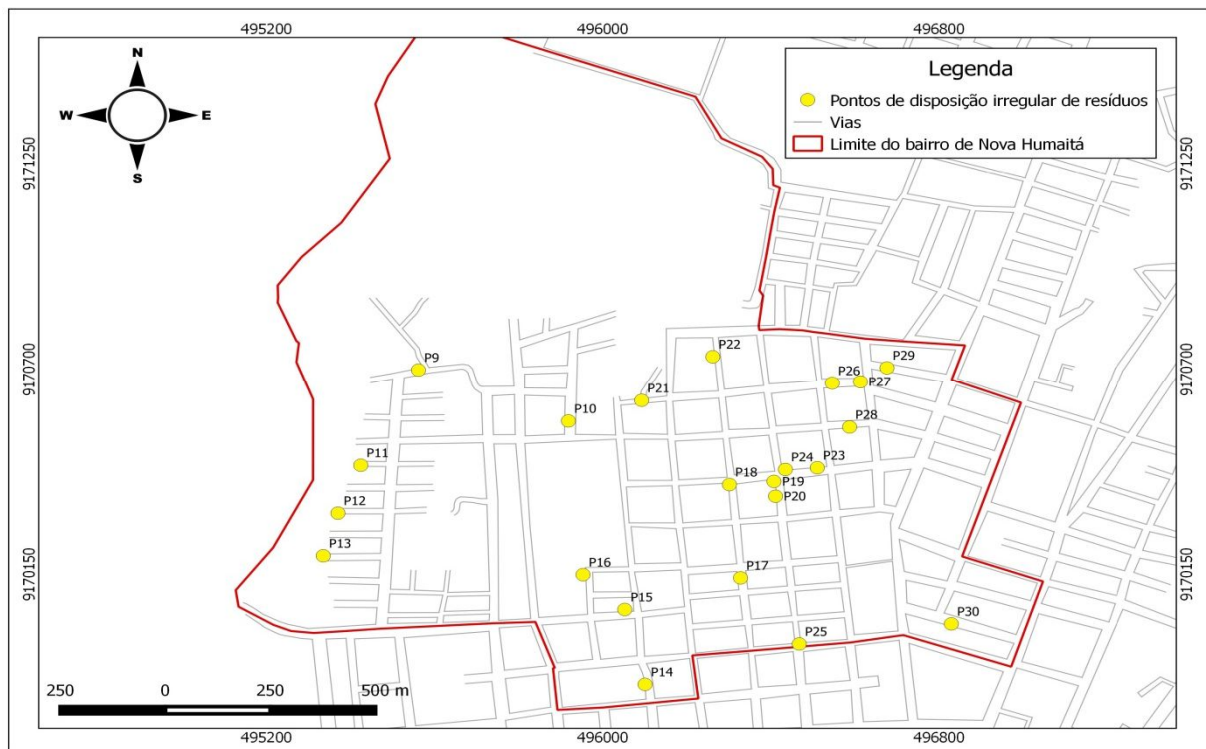 495200 496000 496800
N
W E
S
Legenda
Pontos de disposição irregular de resíduos
Vias
Limite do bairro de Nova Humaitá
9171250 9171250
P22
P9
P29
P26
P27
9170700 9170700
P21
P10
P28
P11
P24
P23
P18
P19
P20
P12
P13
P16
P17
9170150 9170150
P15
P30
P25
P14
250 0 250 500 m
495200 496000 496800